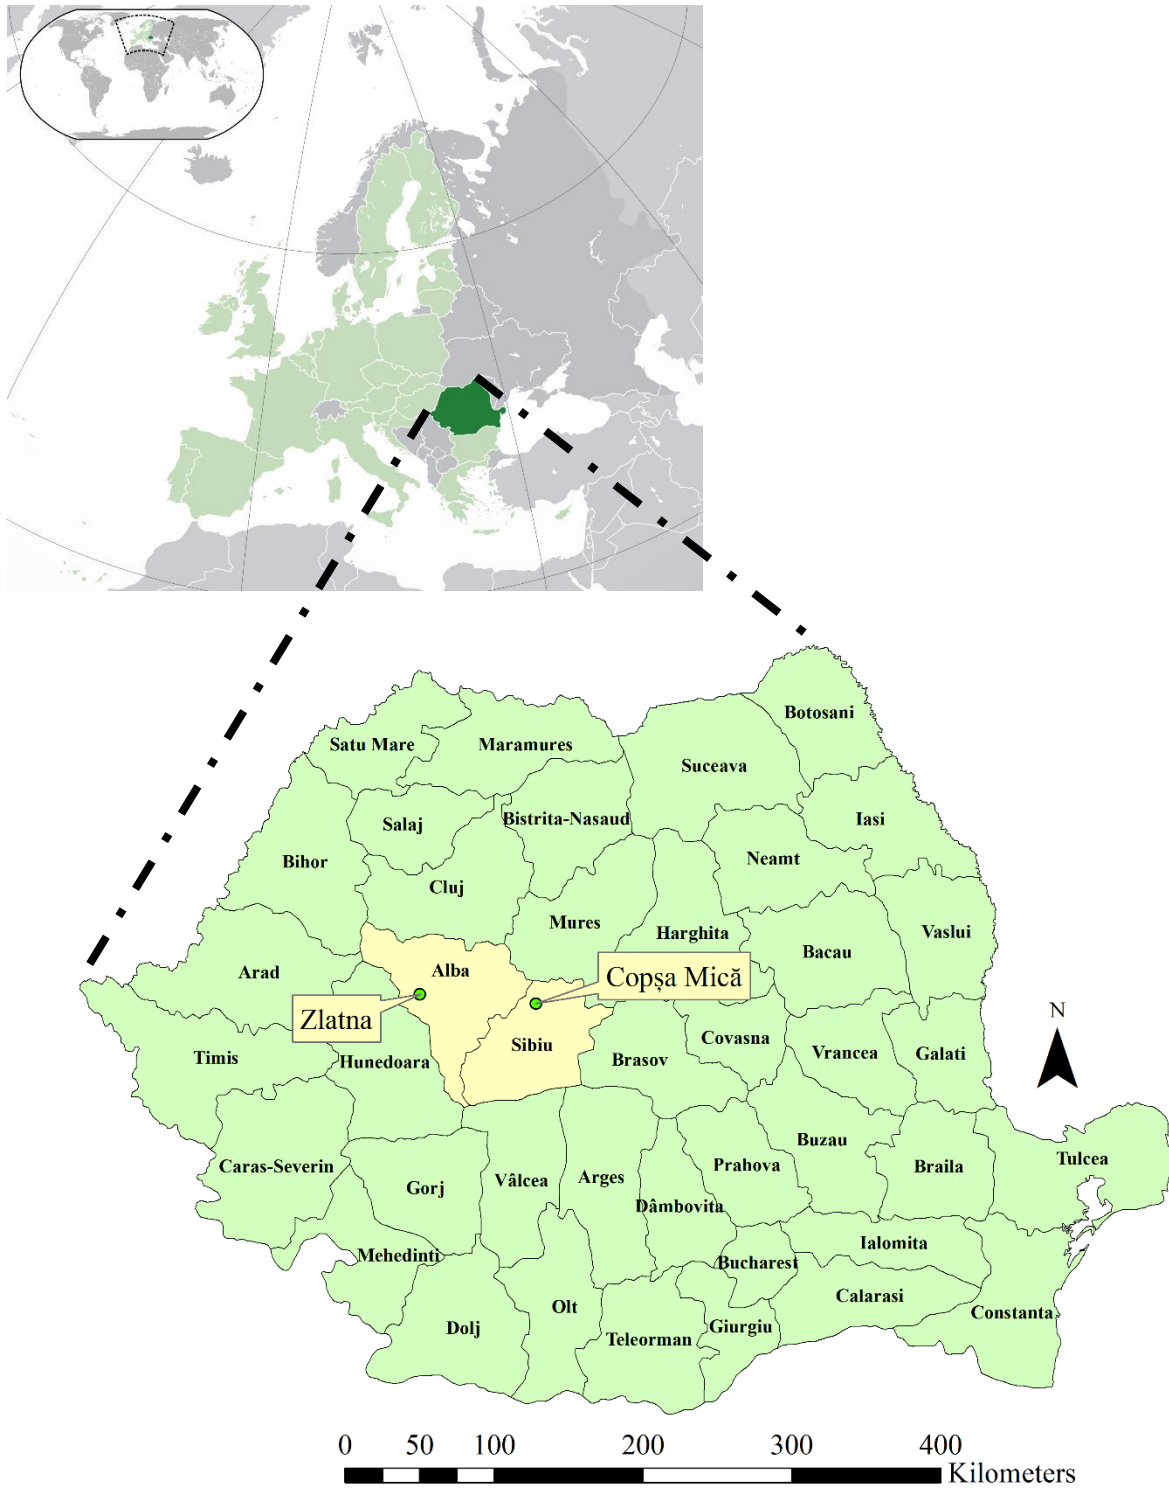 Botosani
Satu Mare
Maramures
Suceava
Salaj
Bistrita-Nasaud
Iasi
Bihor
Neamt
Cluj
Mures
Harghita
Vaslui
Bacau
Arad
Alba
Copșa Mică
Zlatna
N
Timis
Hunedoara
Sibiu
Brasov
Covasna
Vrancea
Galati
Caras-Severin
Gorj
Vâlcea
Arges
Prahova
Buzau
Braila
Tulcea
Dâmbovita
Mehedinti
Bucharest
Ialomita
Calarasi
Constanta
Dolj
Olt
Teleorman
Giurgiu
0 50 100 200 300 400
Kilometers